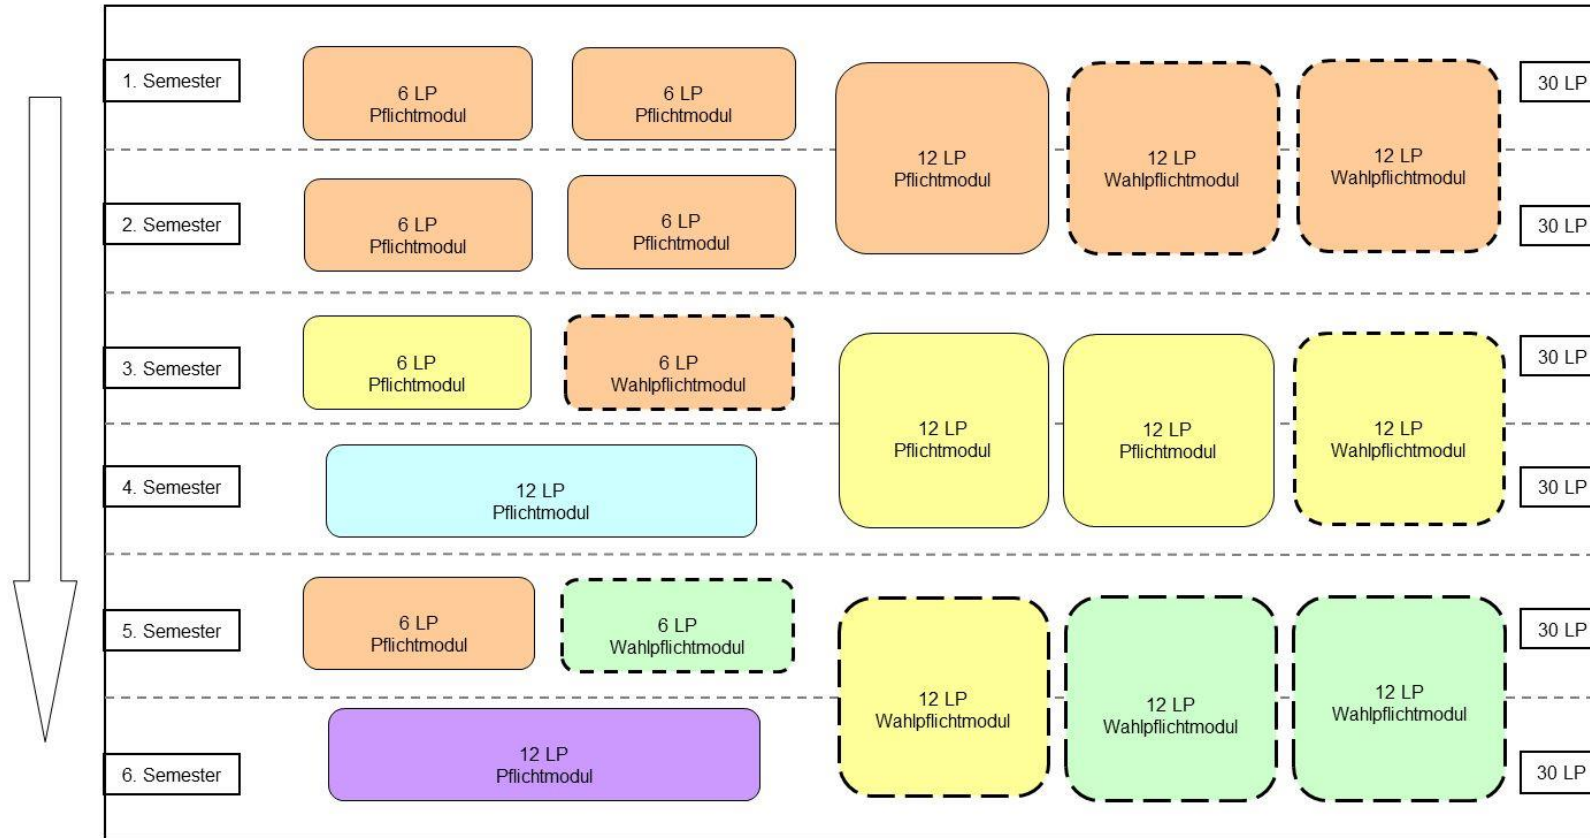 1. Semester
6 LP
Pflichtmodul
6 LP
Pflichtmodul
12 LP
Pflichtmodul
12 LP
Wahlpflichtmodul
12 LP
Wahlpflichtmodul
30 LP
2. Semester
6 LP
Pflichtmodul
6 LP
Pflichtmodul
30 LP
3. Semester
6 LP
Pflichtmodul
6 LP
Wahlpflichtmodul
12 LP
Pflichtmodul
12 LP
Pflichtmodul
12 LP
Wahlpflichtmodul
30 LP
4. Semester
12 LP
Pflichtmodul
30 LP
5. Semester
6 LP
Pflichtmodul
6 LP
Wahlpflichtmodul
12 LP
Wahlpflichtmodul
12 LP
Wahlpflichtmodul
12 LP
Wahlpflichtmodul
30 LP
6. Semester
12 LP
Pflichtmodul
30 LP